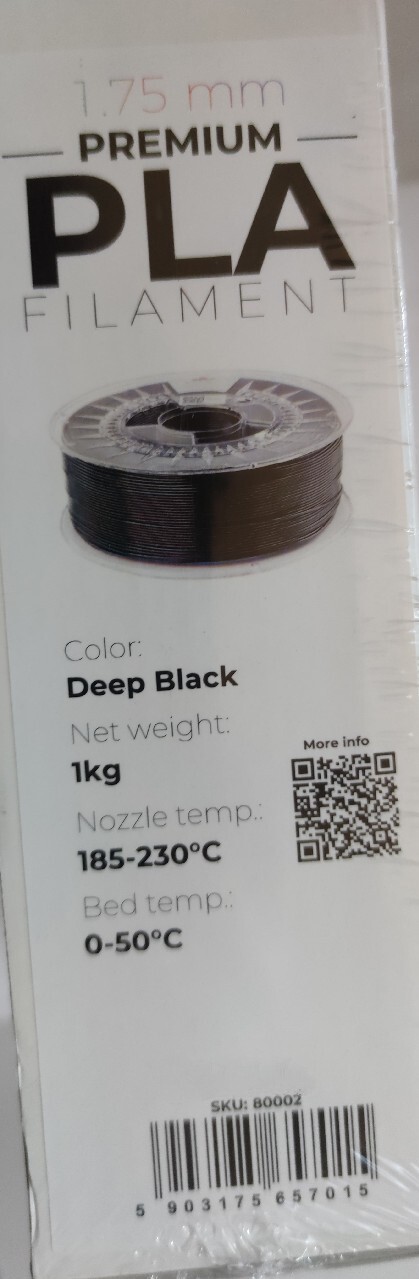 1.75 mm
PREMIUM
PLA
FILAMENT
Color:
Deep Black
Net weight:
1kg
More info
Nozzle temp.:
185-230°C
Bed temp.:
0-50°C
SKU: 80002
5 903175 657015